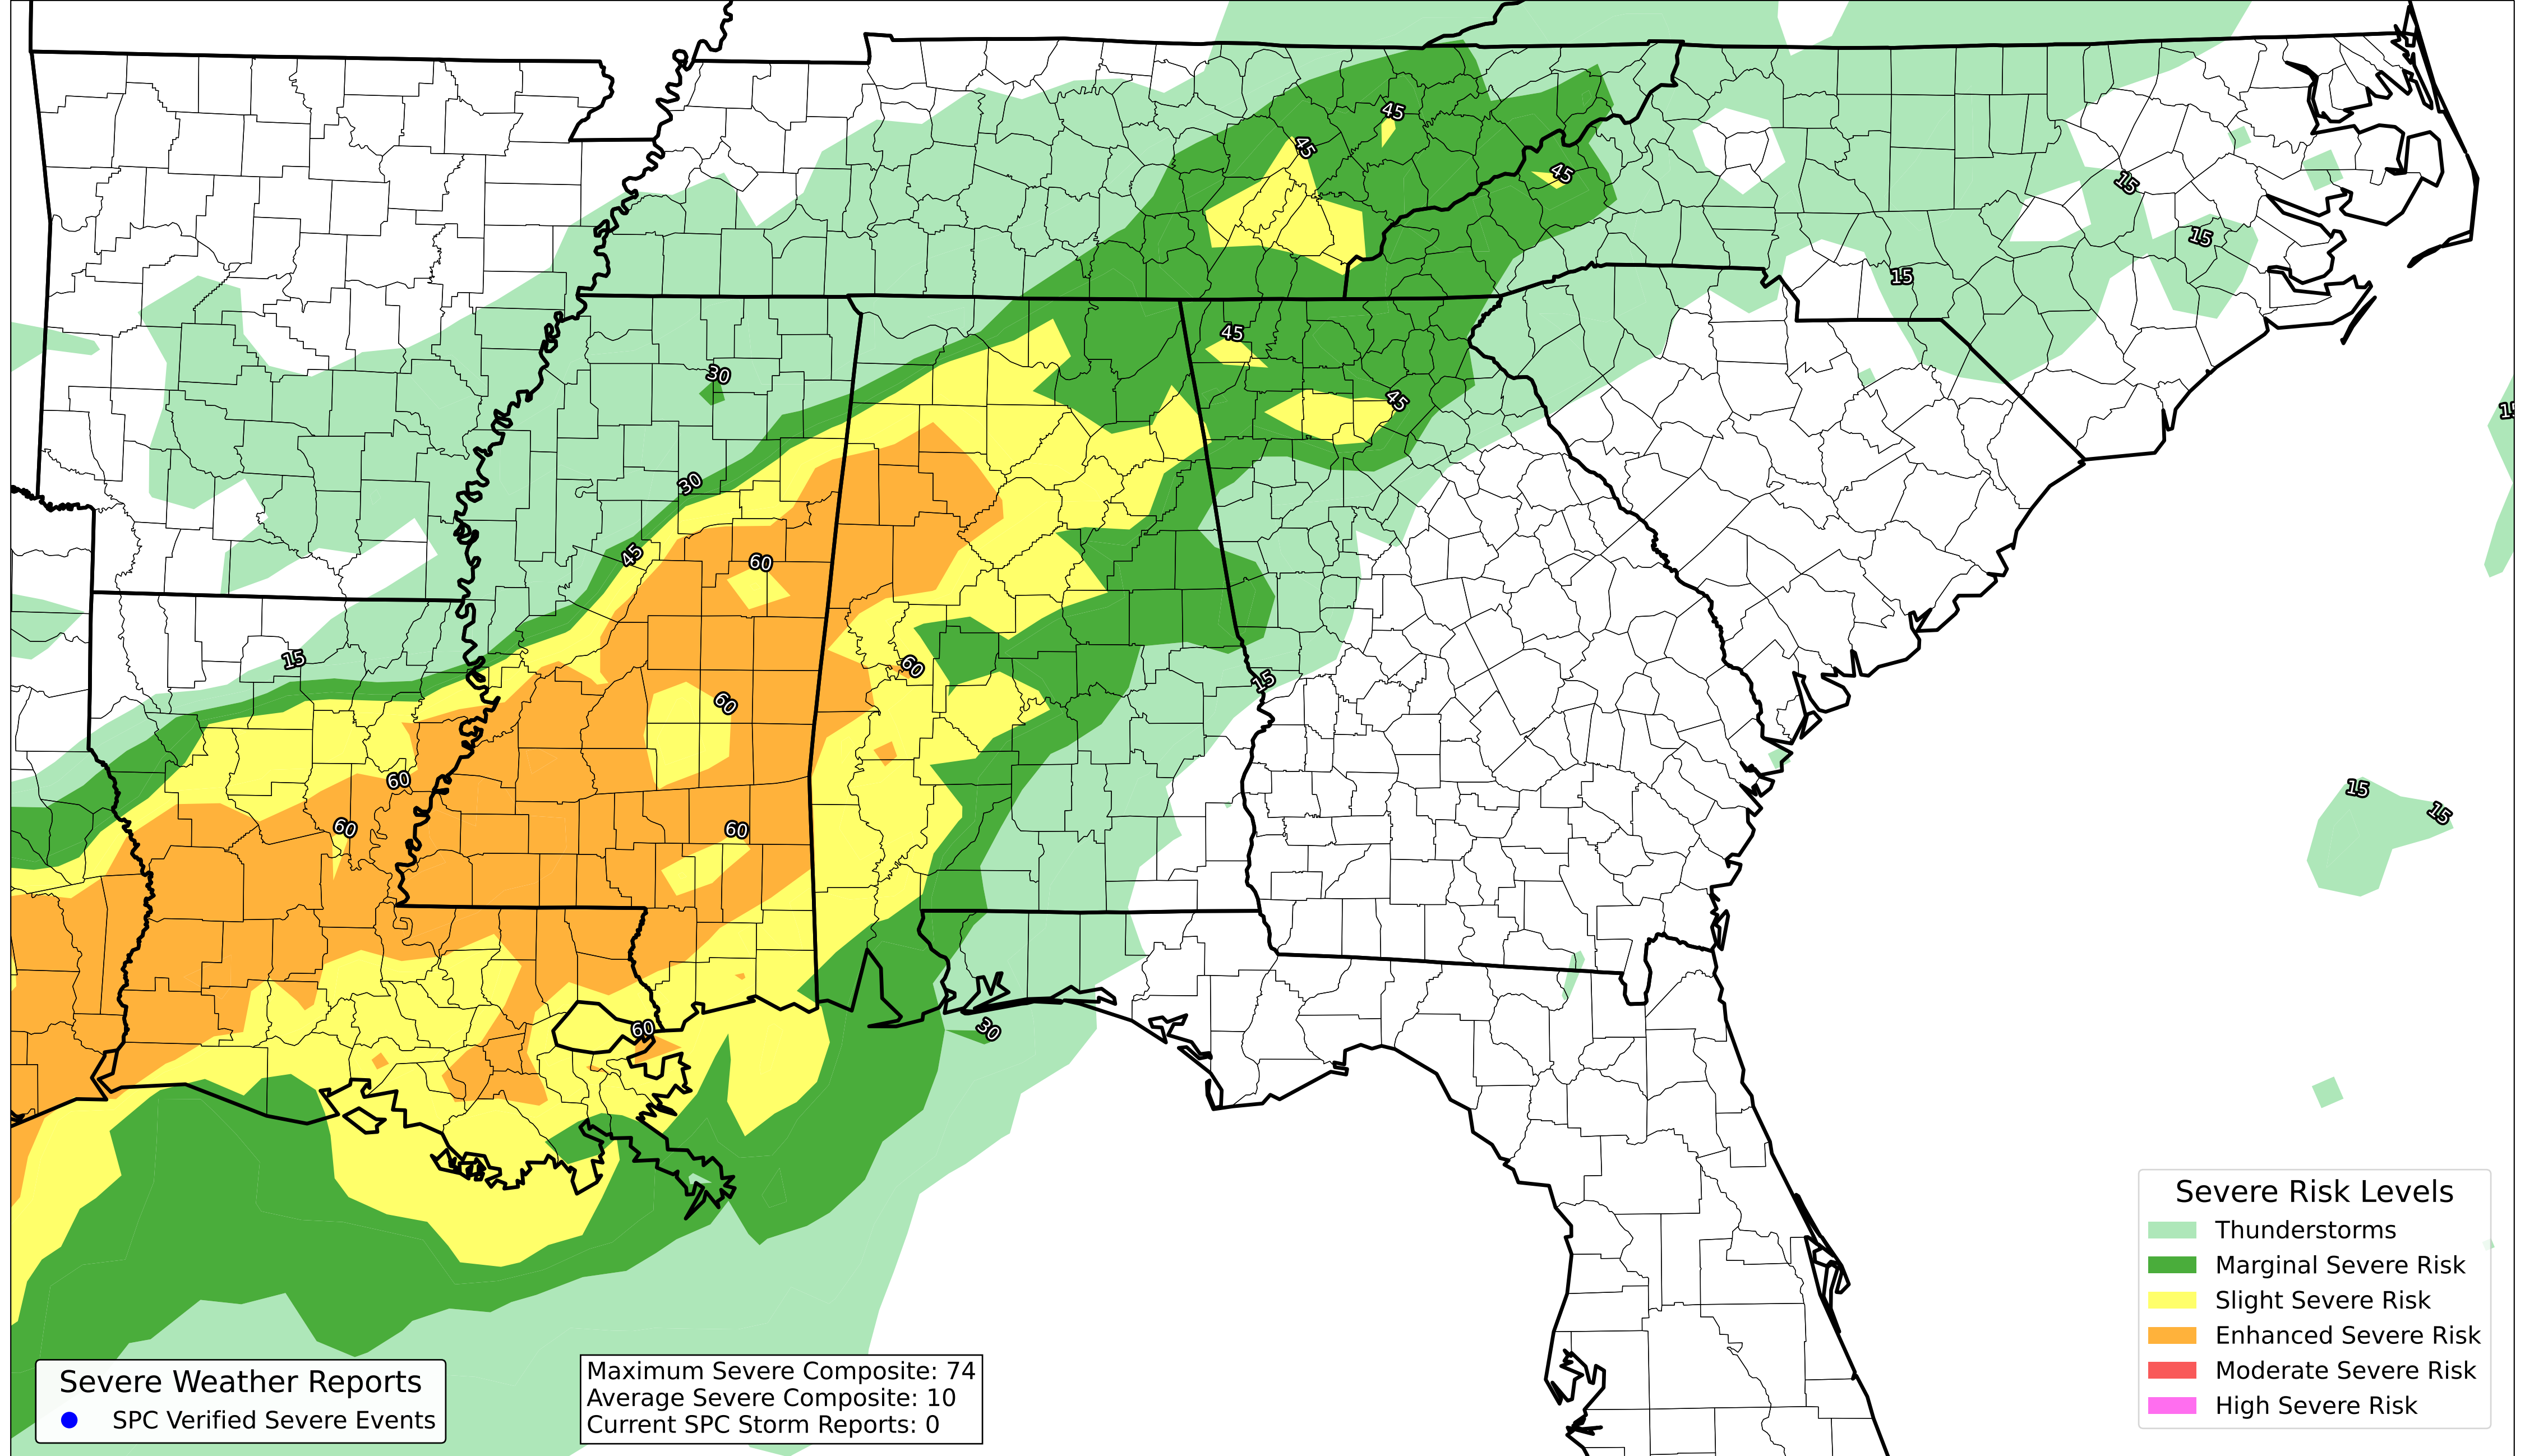 45
45
45
15
15
15
45
30
45
15
30
45
60
15
60
60
15
60
15
15
60
60
60
30
Severe Risk Levels
Thunderstorms
Marginal Severe Risk
Slight Severe Risk
Enhanced Severe Risk
Moderate Severe Risk
High Severe Risk
Severe Weather Reports
SPC Verified Severe Events
Maximum Severe Composite: 74
Average Severe Composite: 10
Current SPC Storm Reports: 0